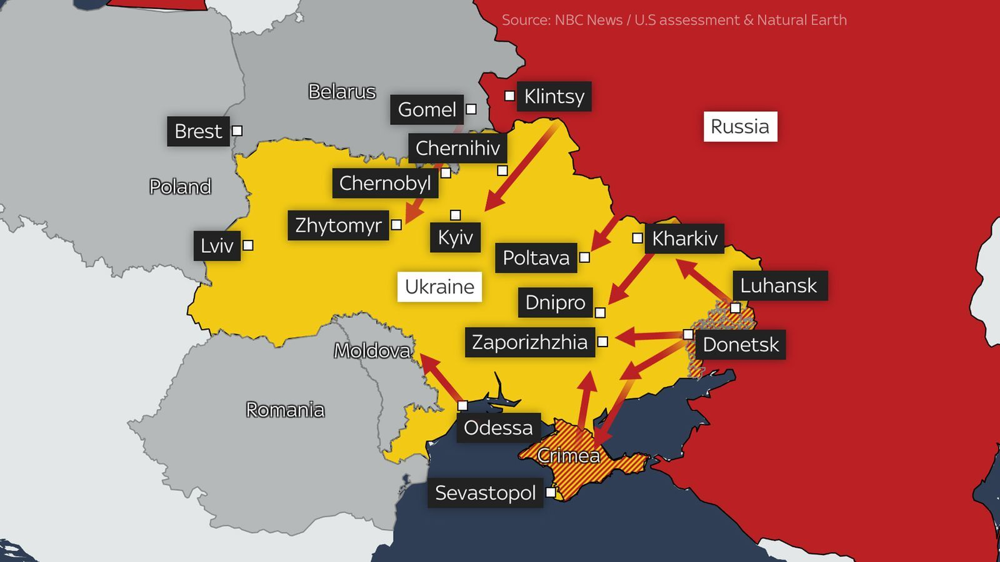 Source: NBC News / U.S assessment & Natural Earth
Belarus
Klintsy
Gomel
Brest
Russia
Chernihiv
Poland
Chernobyl
Zhytomyr
Kyiv
Kharkiv
Lviv
Poltava
Ukraine
Luhansk
Dnipro
Zaporizhzhia
Donetsk
Moldova
Romania
Odessa
Crimea
Sevastopol